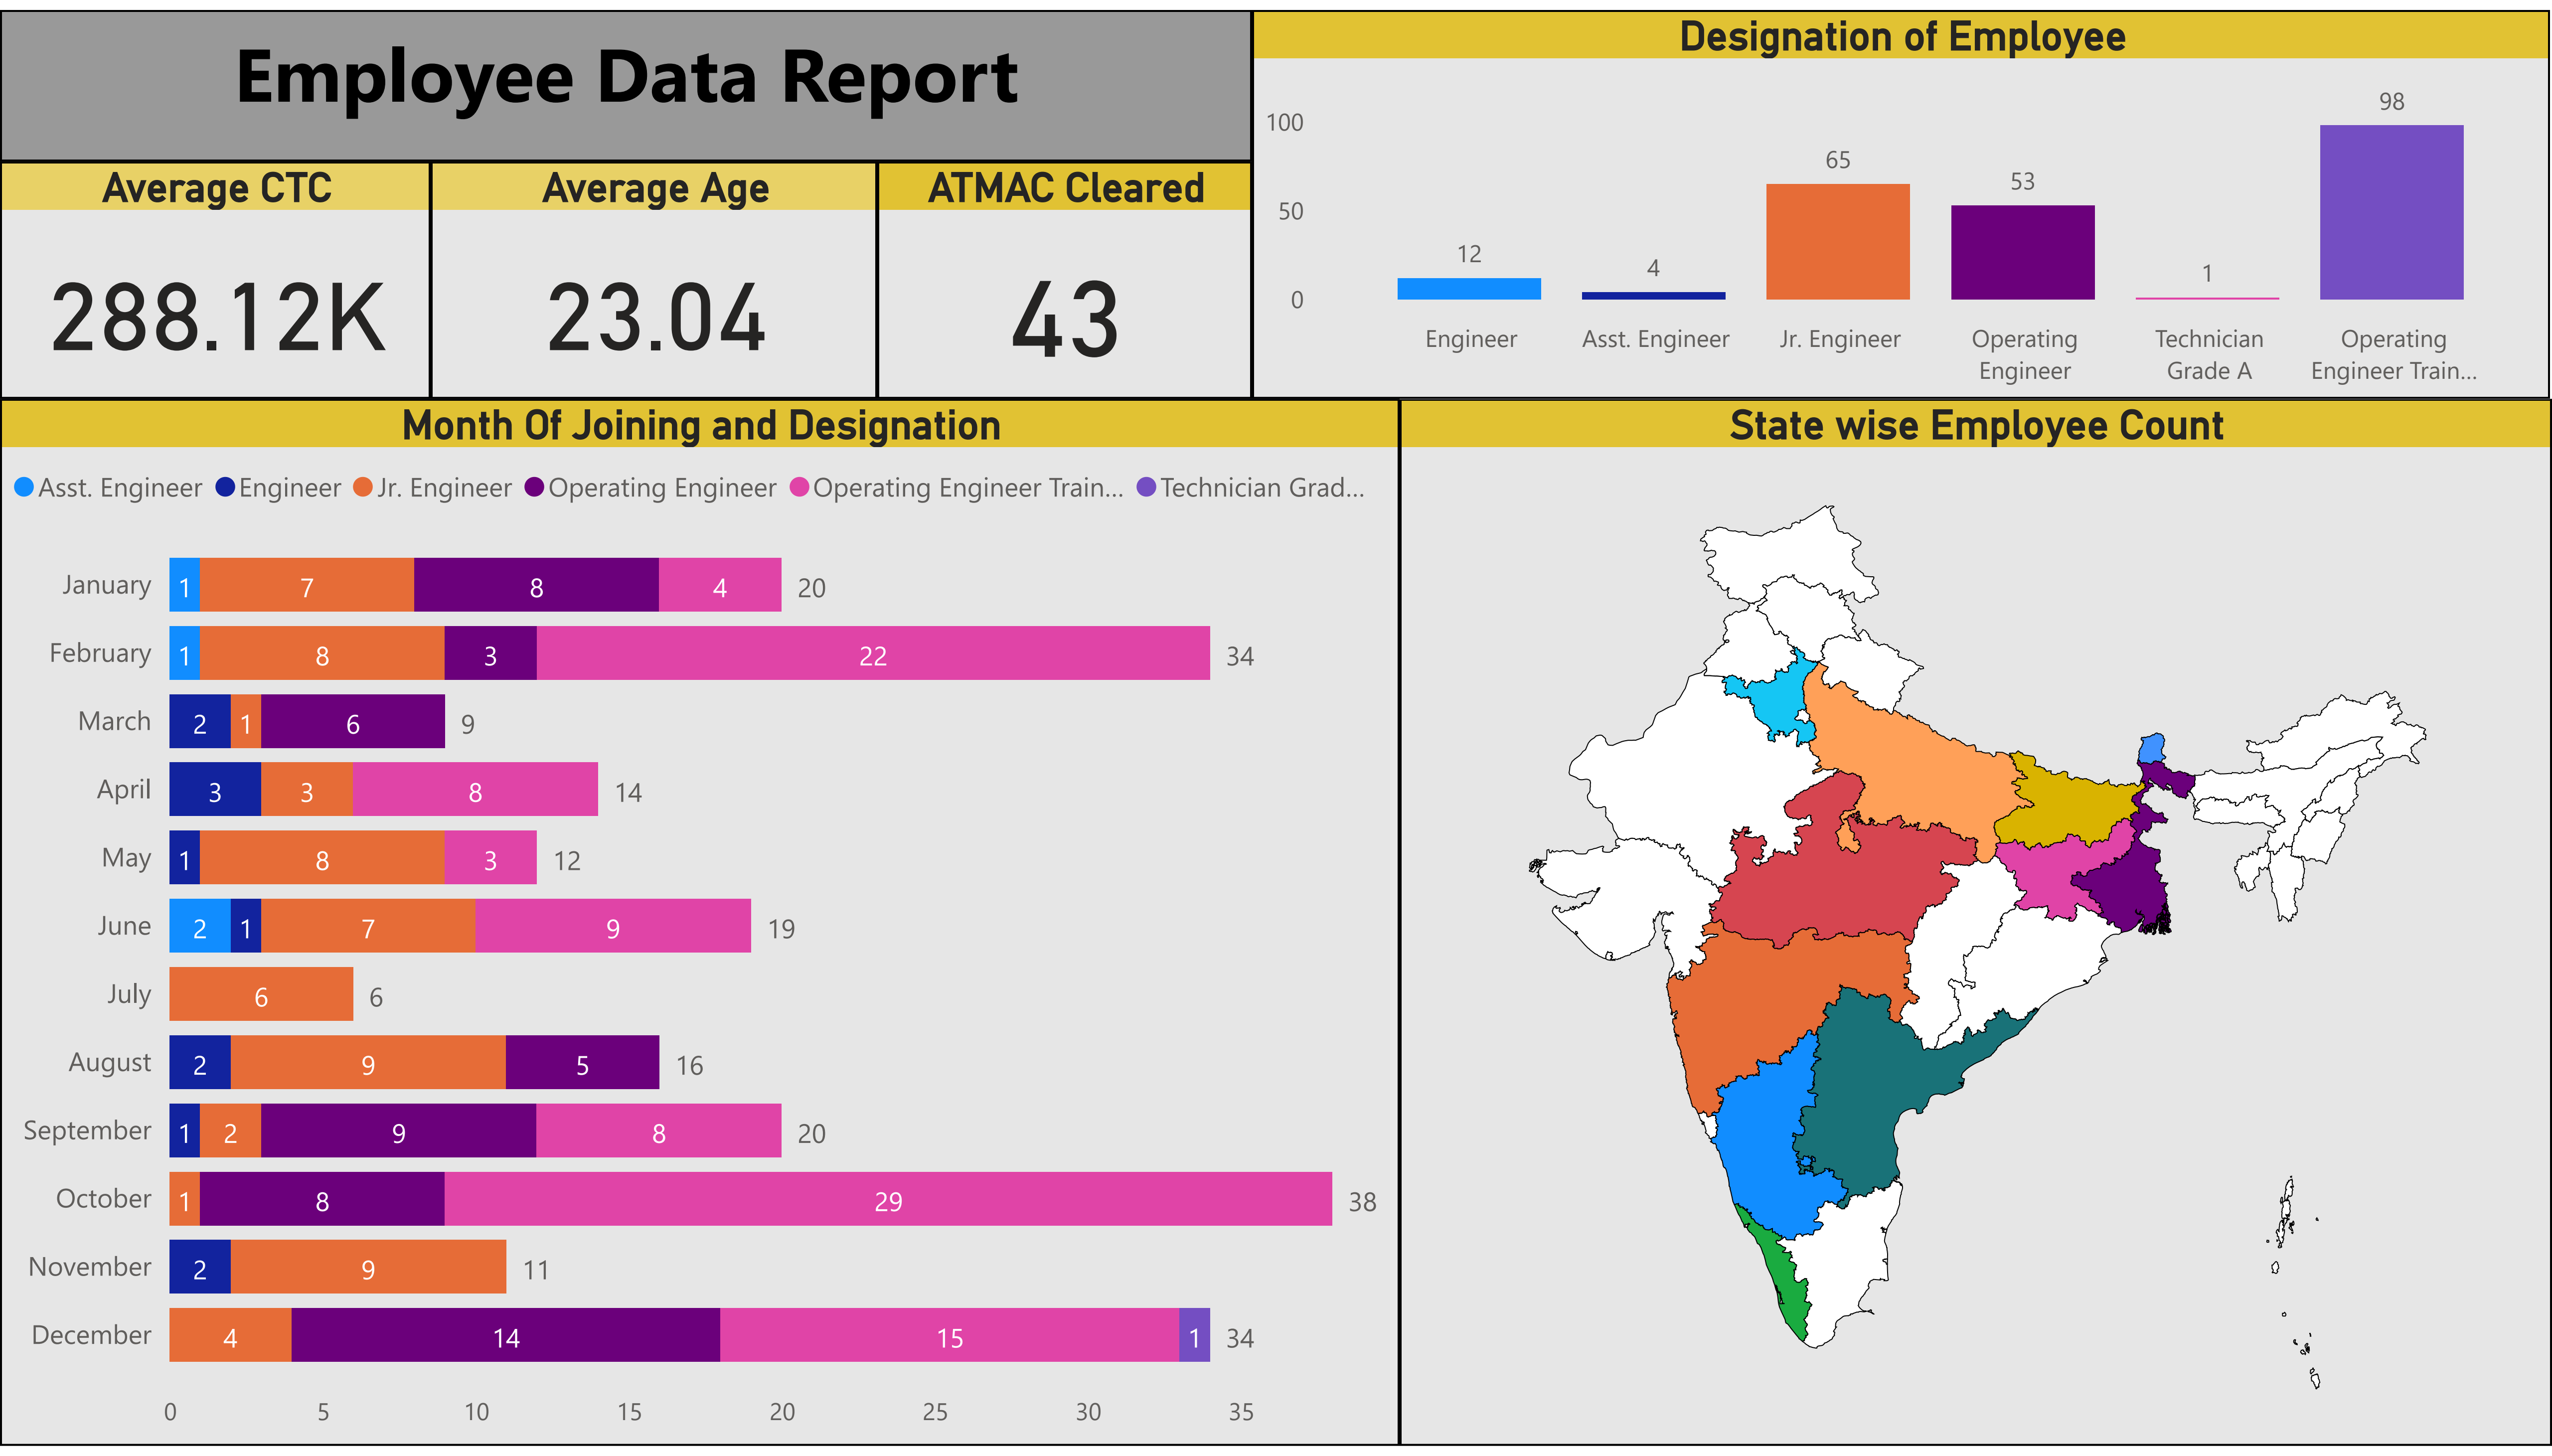 Employee Data Report
Average CTC
288.12K
Average Age
23.04
ATMAC Cleared
43
Designation of Employee
100
50
0
12
4
65
53
1
98
Engineer
Asst. Engineer
Jr. Engineer
Operating
Engineer
Technician
Grade A
Operating
Engineer Train...
Month Of Joining and Designation
Asst. Engineer Engineer Jr. Engineer Operating Engineer Operating Engineer Train... Technician Grad...
January 1 7 8 4 20
February 1 8 3 22 34
March 2 1 6 9
April 3 3 8 14
May 1 8 3 12
June 2 1 7 9 19
July 6 6
August 2 9 5 16
September 1 2 9 8 20
October 1 8 29 38
November 2 9 11
December 4 14 15 1 34
0 5 10 15 20 25 30 35
State wise Employee Count